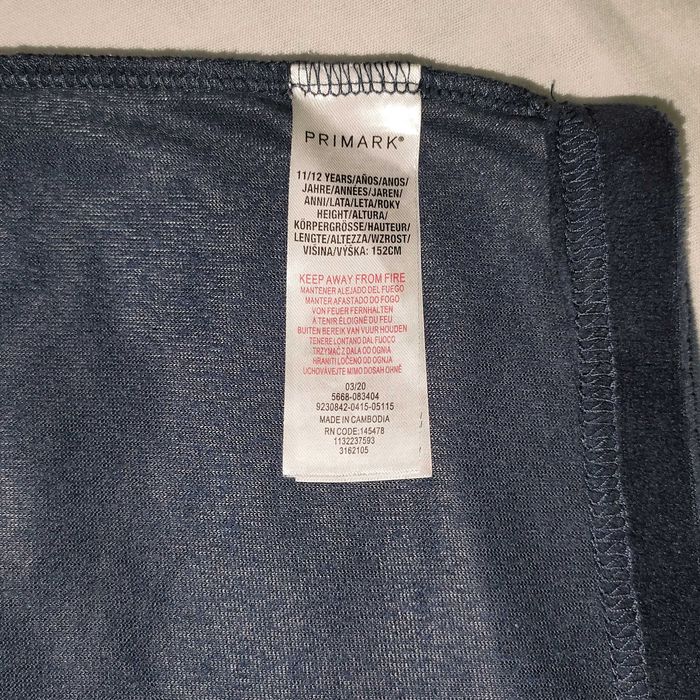 PRIMARK®
11/12 YEARS/AÑOS/ANOS/
JAHRE/ANNÉES/JAREN/
ANNI/LATA/LETA/ROKY
HEIGHT/ALTURA/
KÖRPERGRÖSSE/HAUTEUR/
LENGTE/ALTEZZA/WZROST/
VIŠINA/VÝŠKA: 152CM
KEEP AWAY FROM FIRE
MANTENER ALEJADO DEL FUEGO
MANTER AFASTADO DO FOGO
VON FEUER FERNHALTEN
À TENIR ÉLOIGNÉ DU FEU
BUITEN BEREIK VAN VUUR HOUDEN
TENERE LONTANO DAL FUOCO
TRZYMAĆ Z DALA OD OGNIA
HRANITI LOČENO OD OGNJA
UCHOVÁVEJTE MIMO DOSAH OHNĚ
03/20
5668-083404
9230842-0415-05115
MADE IN CAMBODIA
RN CODE:145478
1132237593
3162105